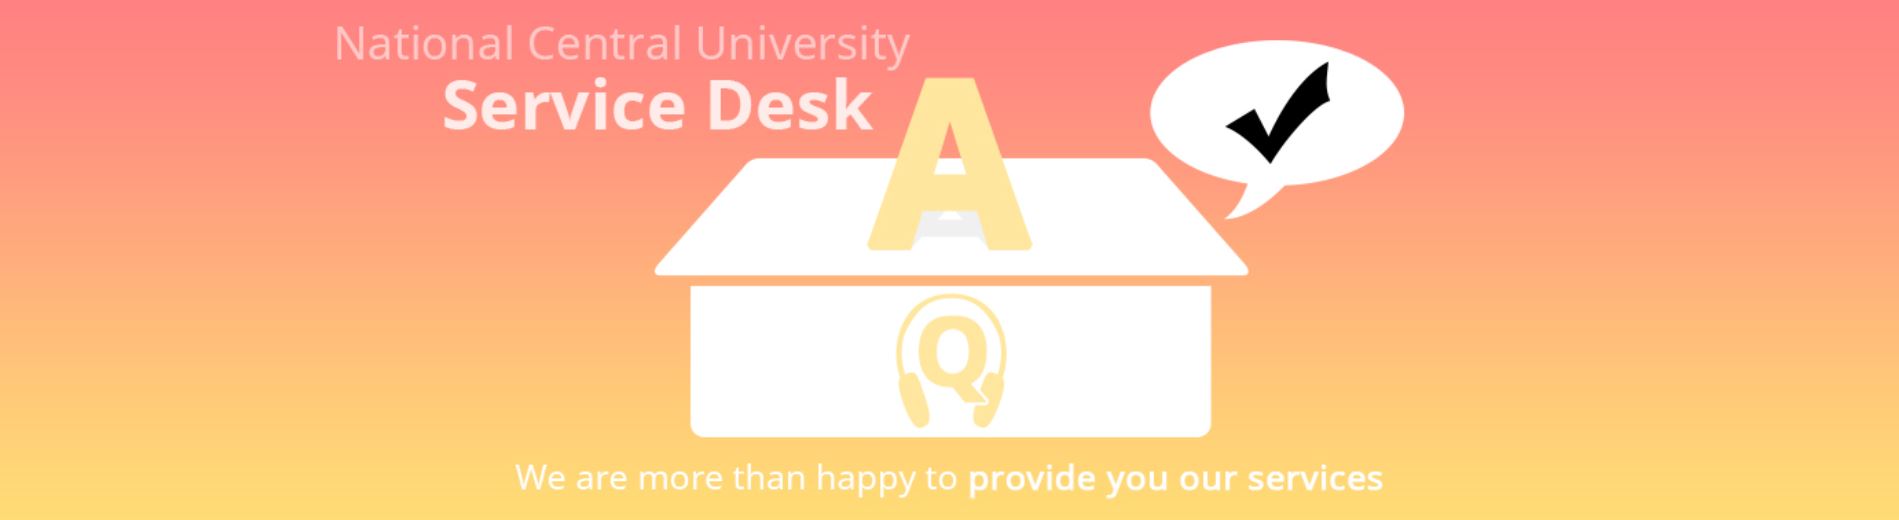 National Central University
Service Desk
A
Q
We are more than happy to provide you our services